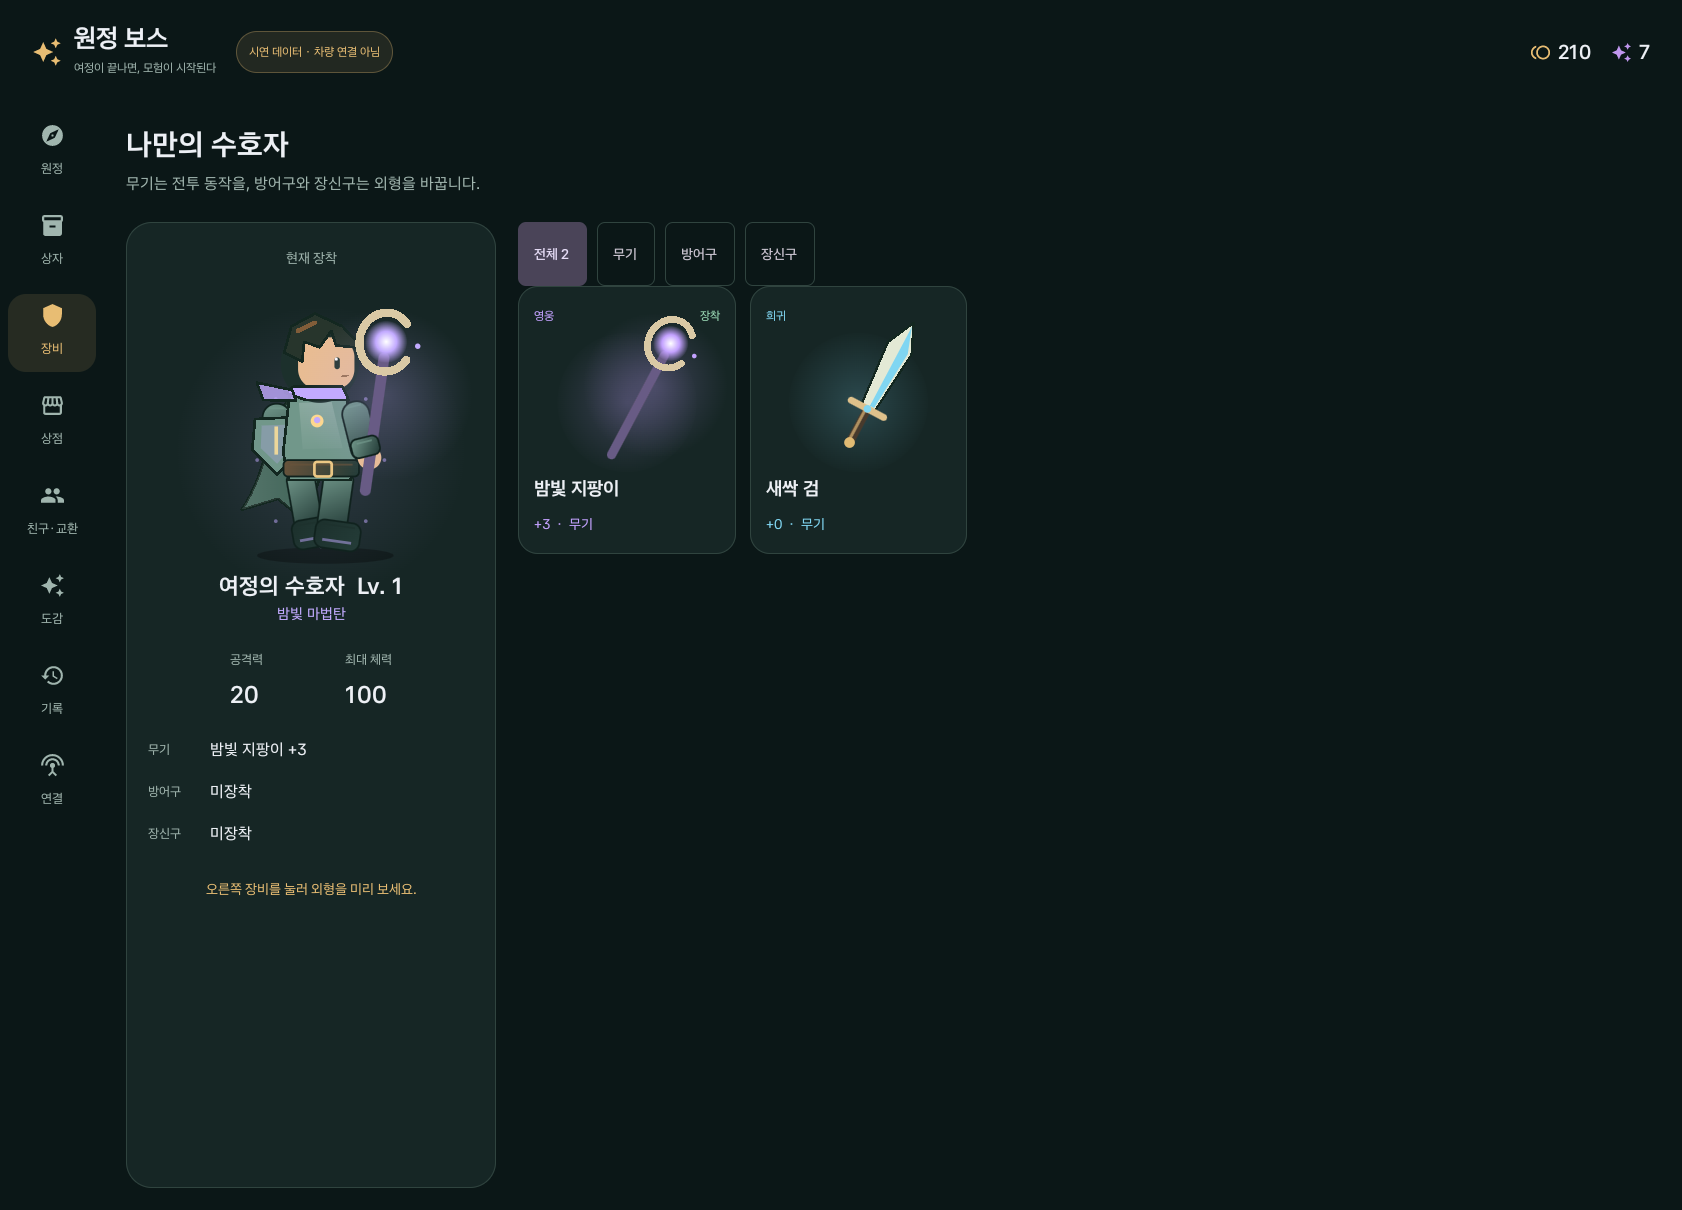 원정 보스
여정이 끝나면, 모험이 시작된다
시연 데이터 · 차량 연결 아님
210
7
원정
상자
장비
상점
친구·교환
도감
기록
연결
나만의 수호자
무기는 전투 동작을, 방어구와 장신구는 외형을 바꿉니다.
현재 장착
여정의 수호자 Lv. 1
밤빛 마법탄
공격력
20
최대 체력
100
무기 밤빛 지팡이 +3
방어구 미장착
장신구 미장착
오른쪽 장비를 눌러 외형을 미리 보세요.
전체 2
무기
방어구
장신구
영웅
장착
밤빛 지팡이
+3 · 무기
희귀
새싹 검
+0 · 무기